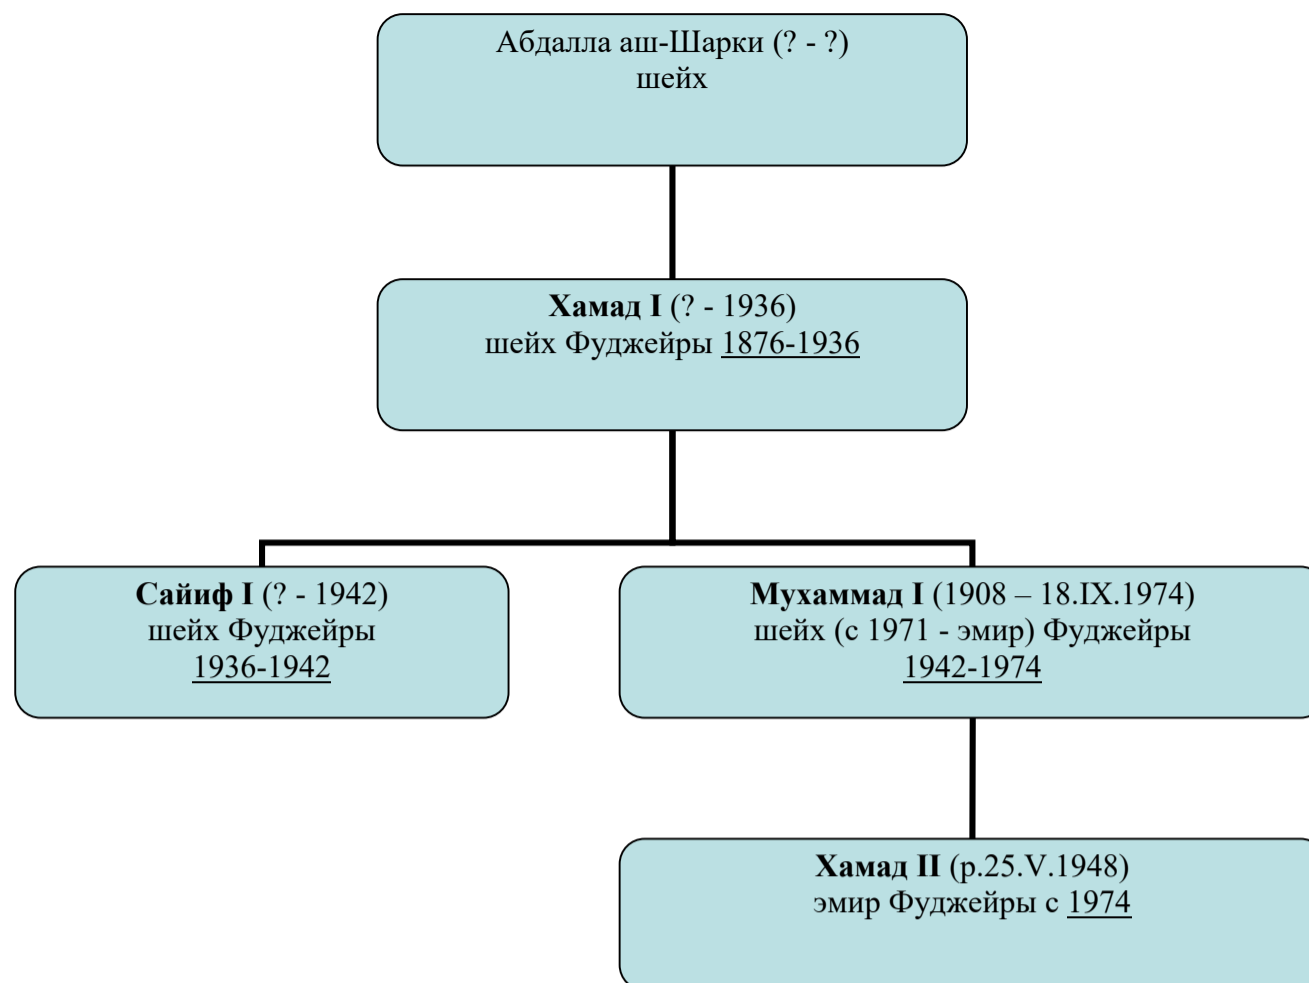 Абдалла аш-Шарки (? - ?)
шейх
Хамад I (? - 1936)
шейх Фуджейры 1876-1936
Сайиф I (? - 1942)
шейх Фуджейры
1936-1942
Мухаммад I (1908 – 18.IX.1974)
шейх (с 1971 - эмир) Фуджейры
1942-1974
Хамад II (р.25.V.1948)
эмир Фуджейры с 1974